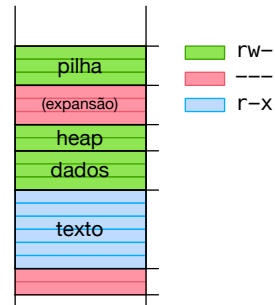 pilha
(expansão)
heap
dados
texto
rw-
---
r-x